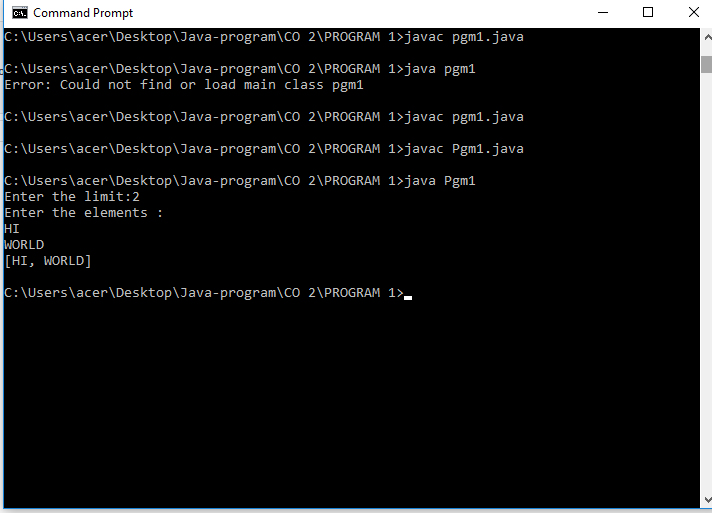 Command Prompt
C:\Users\acer\Desktop\Java-program\CO 2\PROGRAM 1>javac pgm1.java
C:\Users\acer\Desktop\Java-program\CO 2\PROGRAM 1>java pgm1
Error: Could not find or load main class pgm1
C:\Users\acer\Desktop\Java-program\CO 2\PROGRAM 1>javac pgm1.java
C:\Users\acer\Desktop\Java-program\CO 2\PROGRAM 1>javac Pgm1.java
C:\Users\acer\Desktop\Java-program\CO 2\PROGRAM 1>java Pgm1
Enter the limit:2
Enter the elements :
HI
WORLD
[HI, WORLD]
C:\Users\acer\Desktop\Java-program\CO 2\PROGRAM 1>